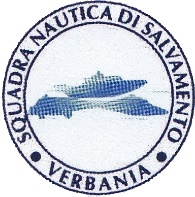 SQUADRA NAUTICA DI SALVAMENTO
• VERBANIA •